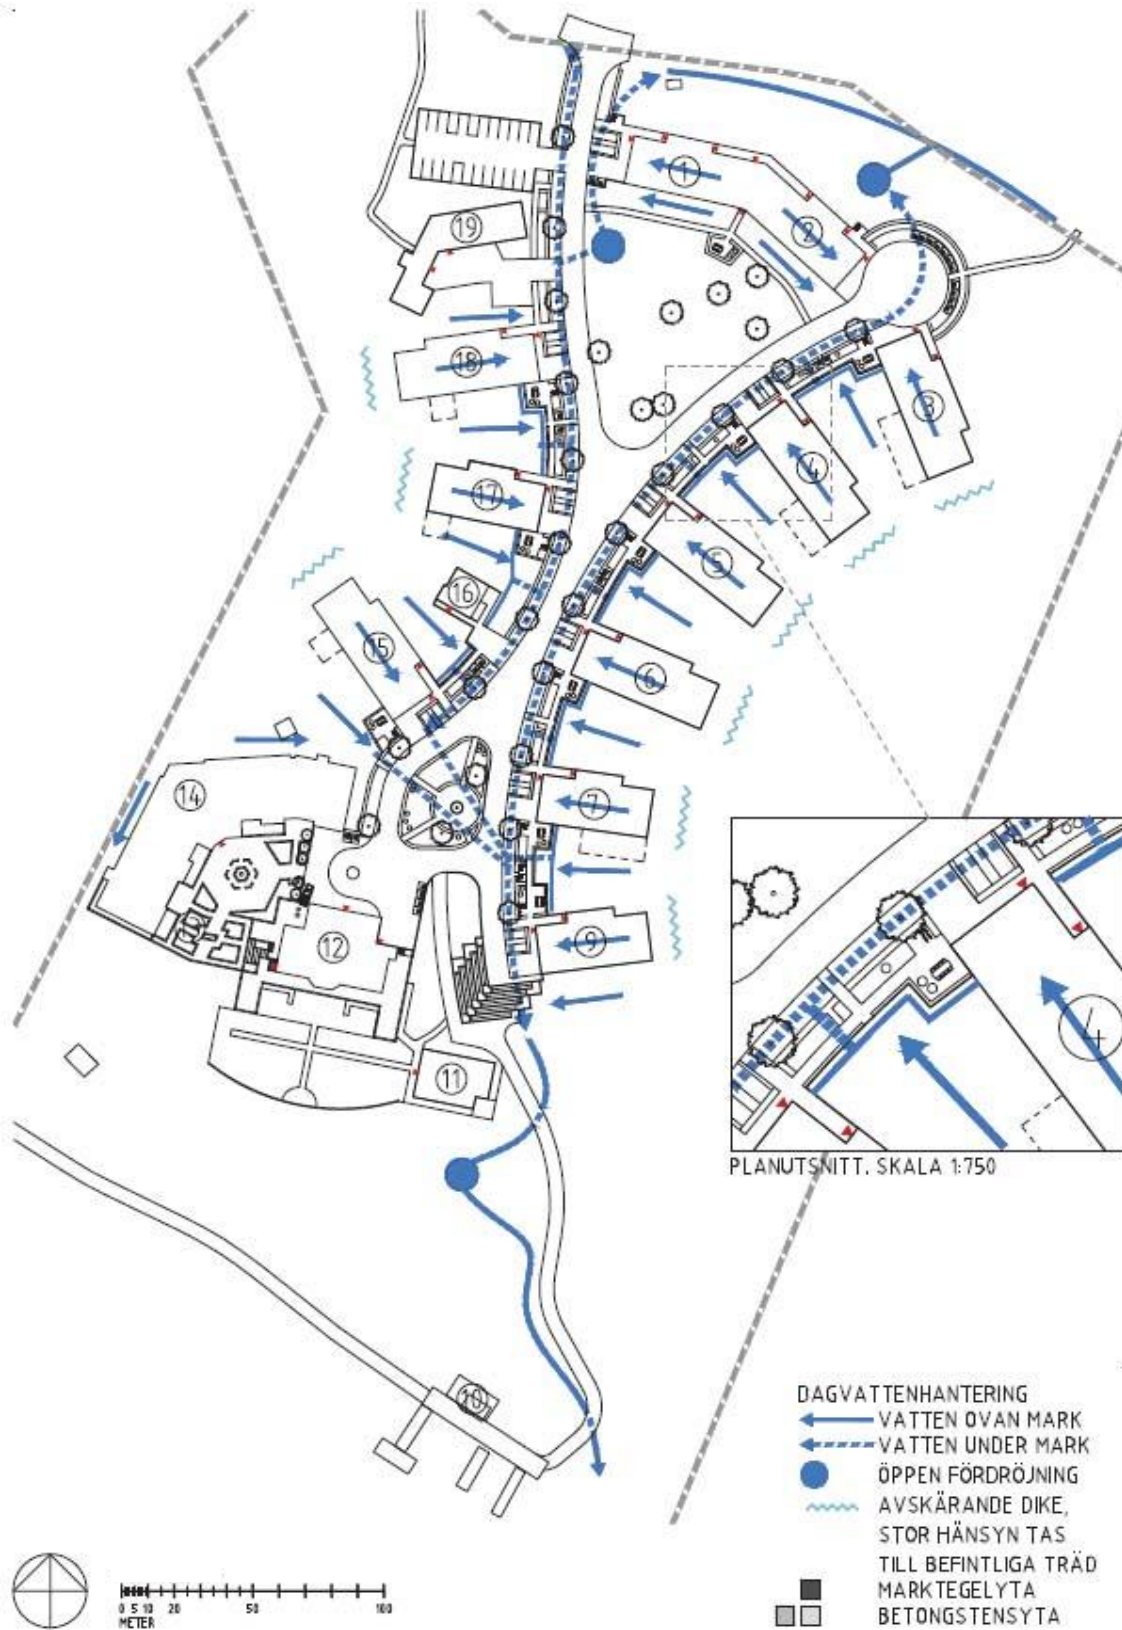 1
2
19
18
3
17
4
5
16
15
6
14
7
12
9
4
11
PLANUTSNITT. SKALA 1:750
10
DAGVATTENHANTERING
VATTEN OVAN MARK
VATTEN UNDER MARK
ÖPPEN FÖRDRÖJNING
AVSKÄRANDE DIKE,
STOR HÄNSYN TAS
TILL BEFINTLIGA TRÄD
MARKTEGELYTA
BETONGSTENSYTA
0 5 10 20 50 100
METER